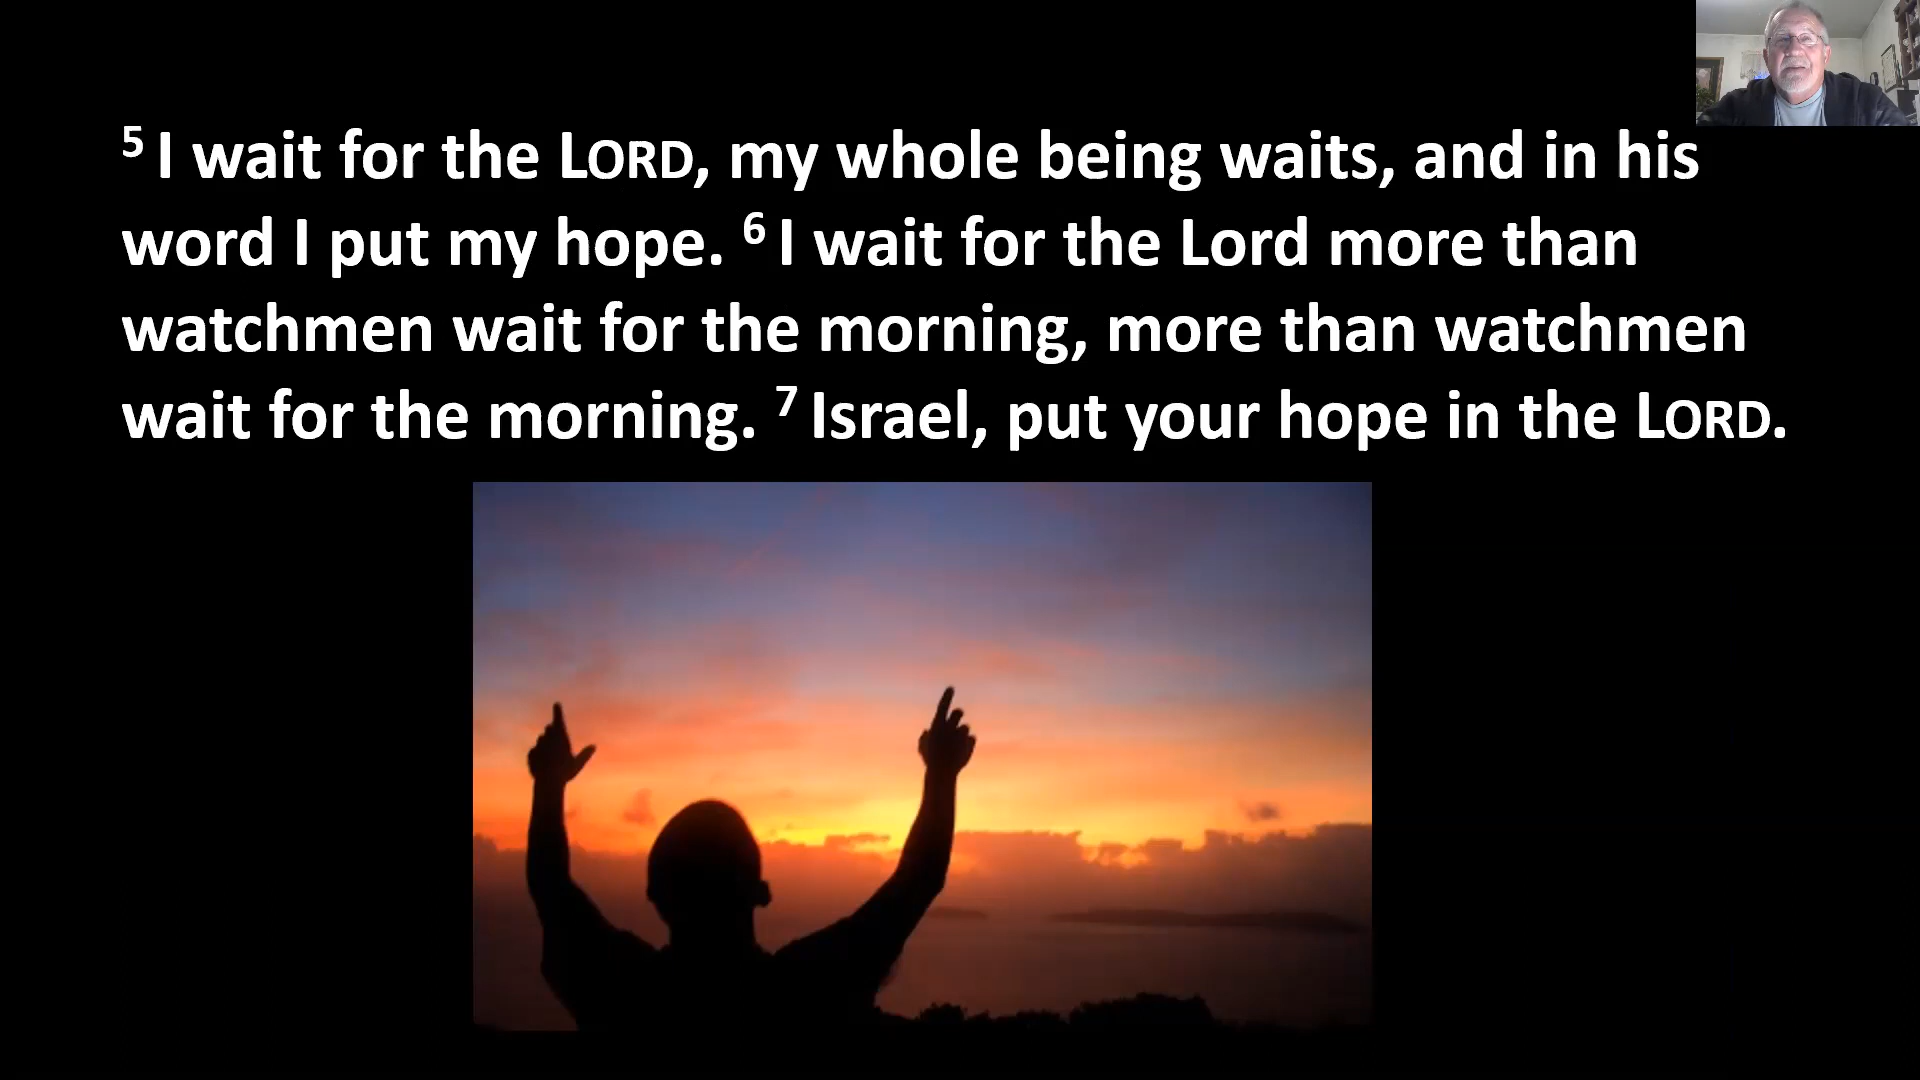 5 I wait for the LORD, my whole being waits, and in his
word I put my hope. 6 I wait for the Lord more than
watchmen wait for the morning, more than watchmen
wait for the morning. 7 Israel, put your hope in the LORD.